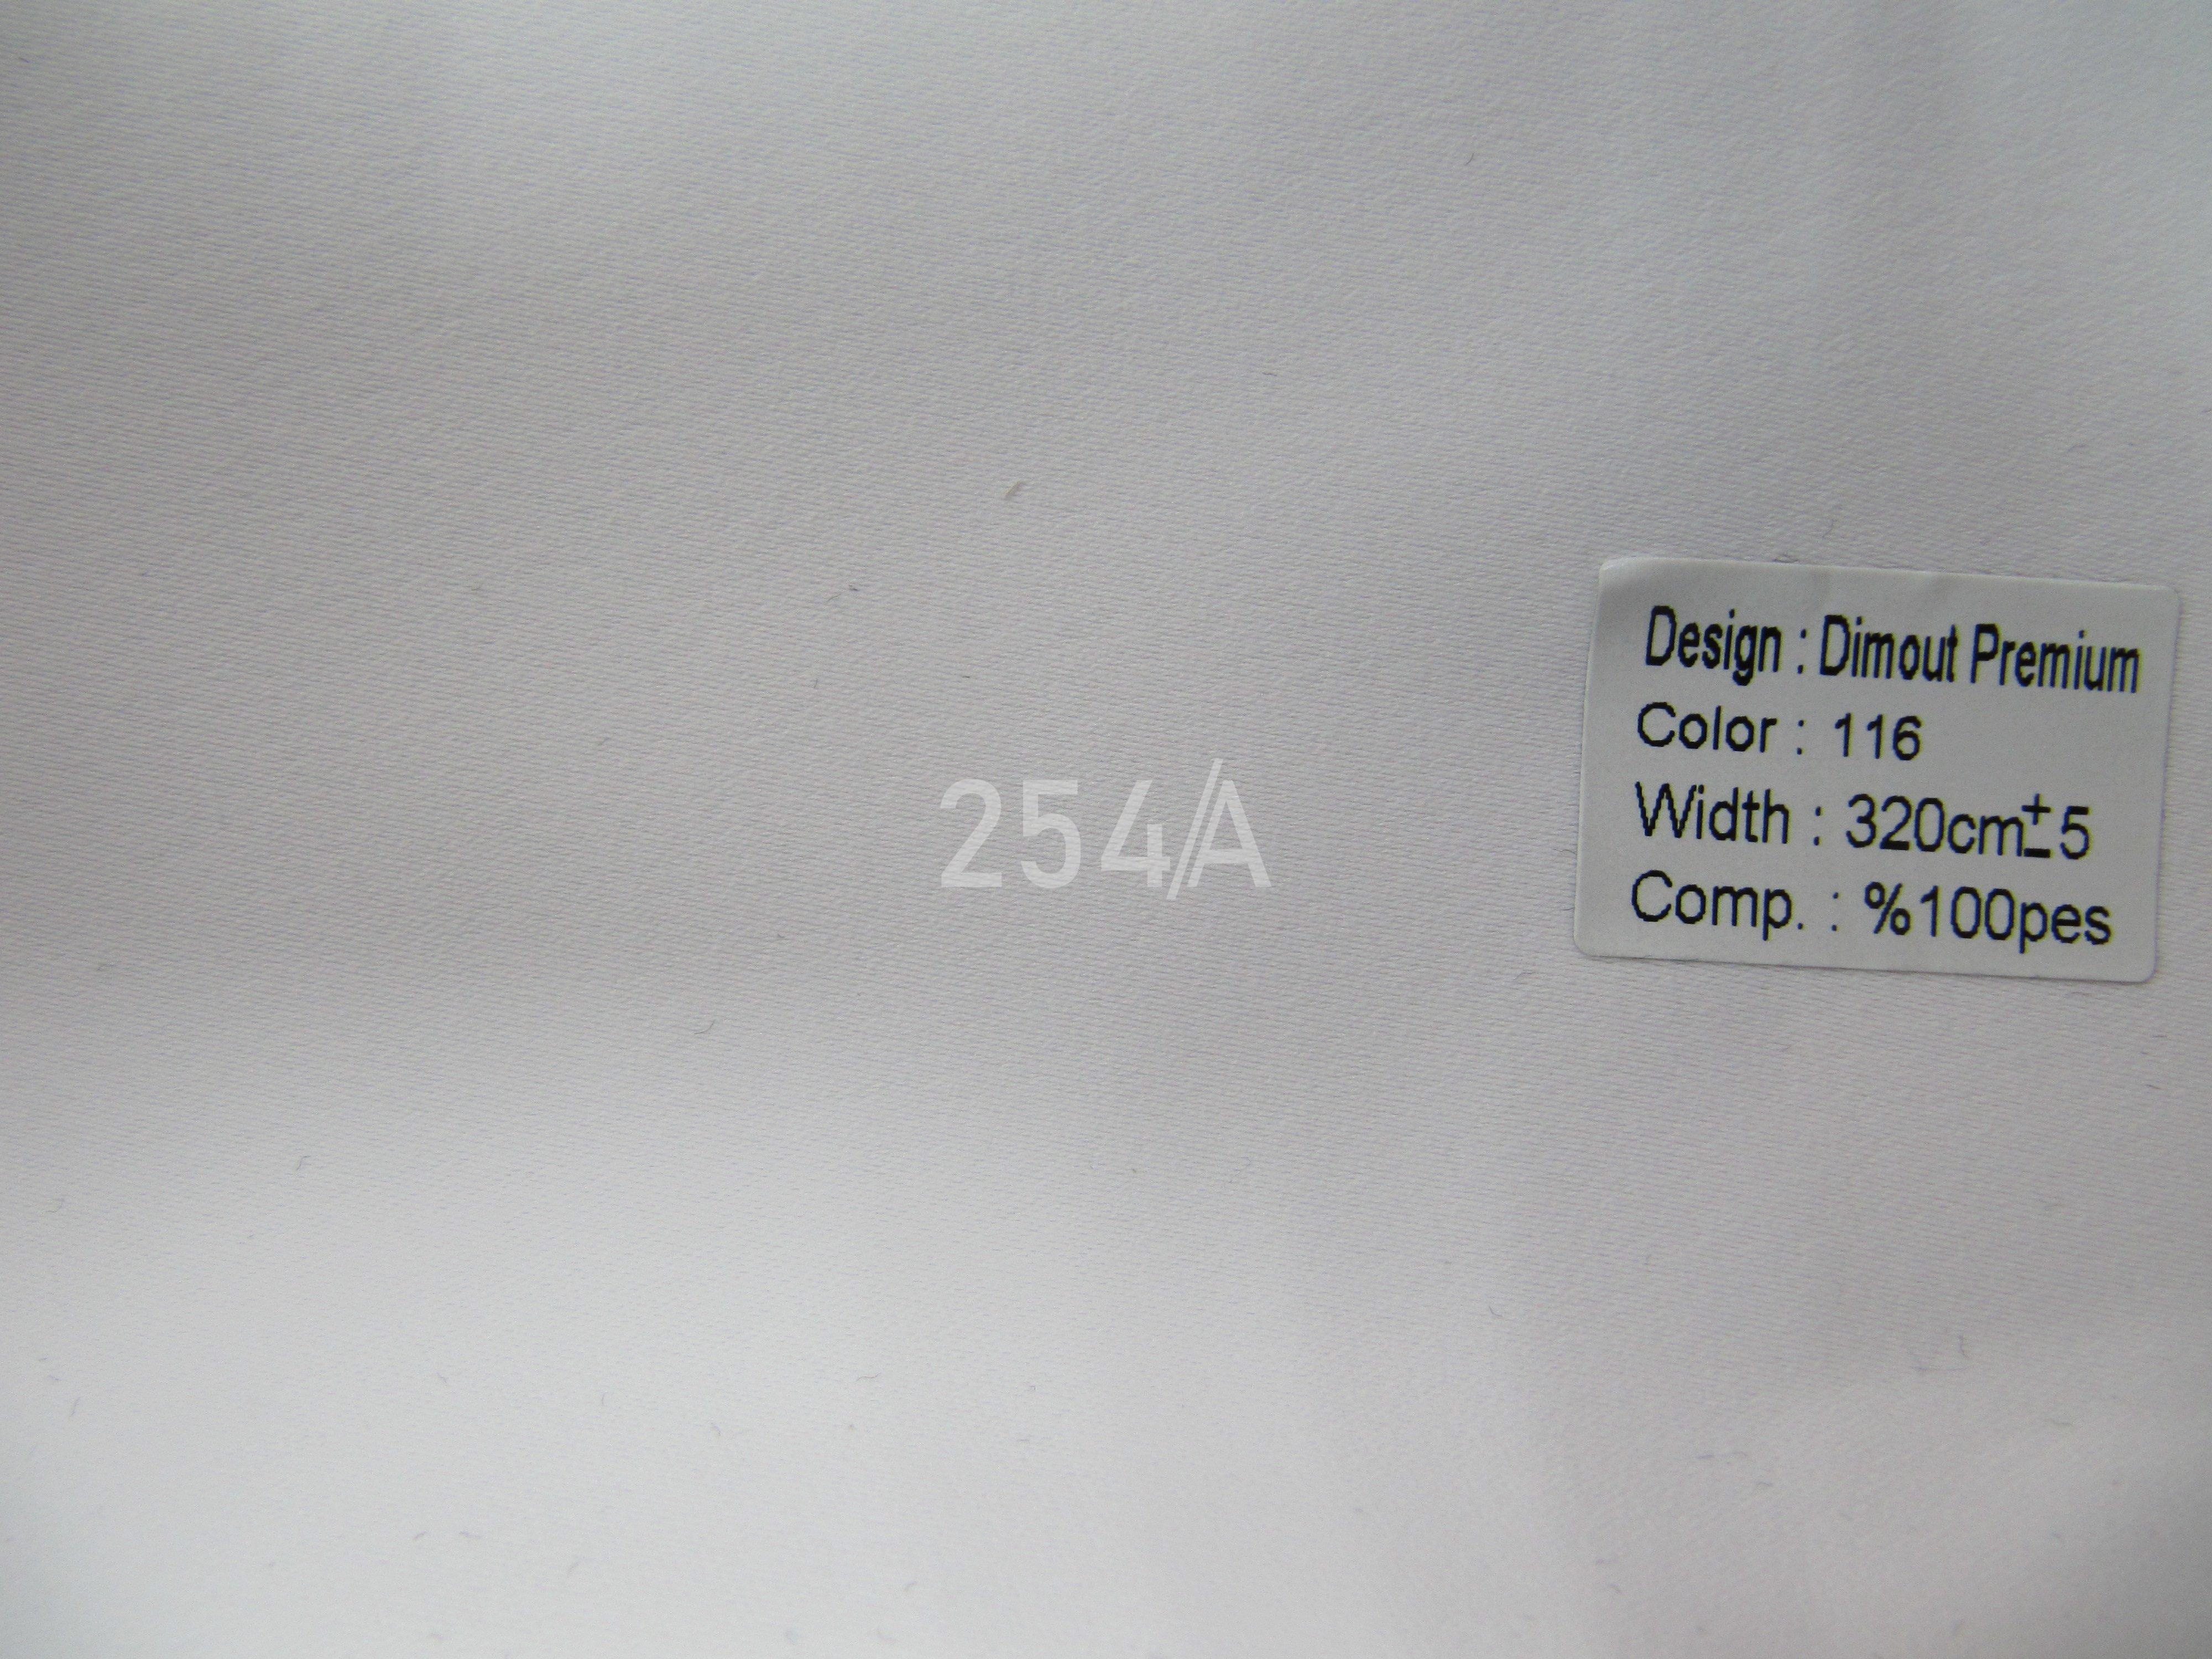 254//A
Design : Dimout Premium
Color : 116
Width : 320cm±5
Comp. : %100pes